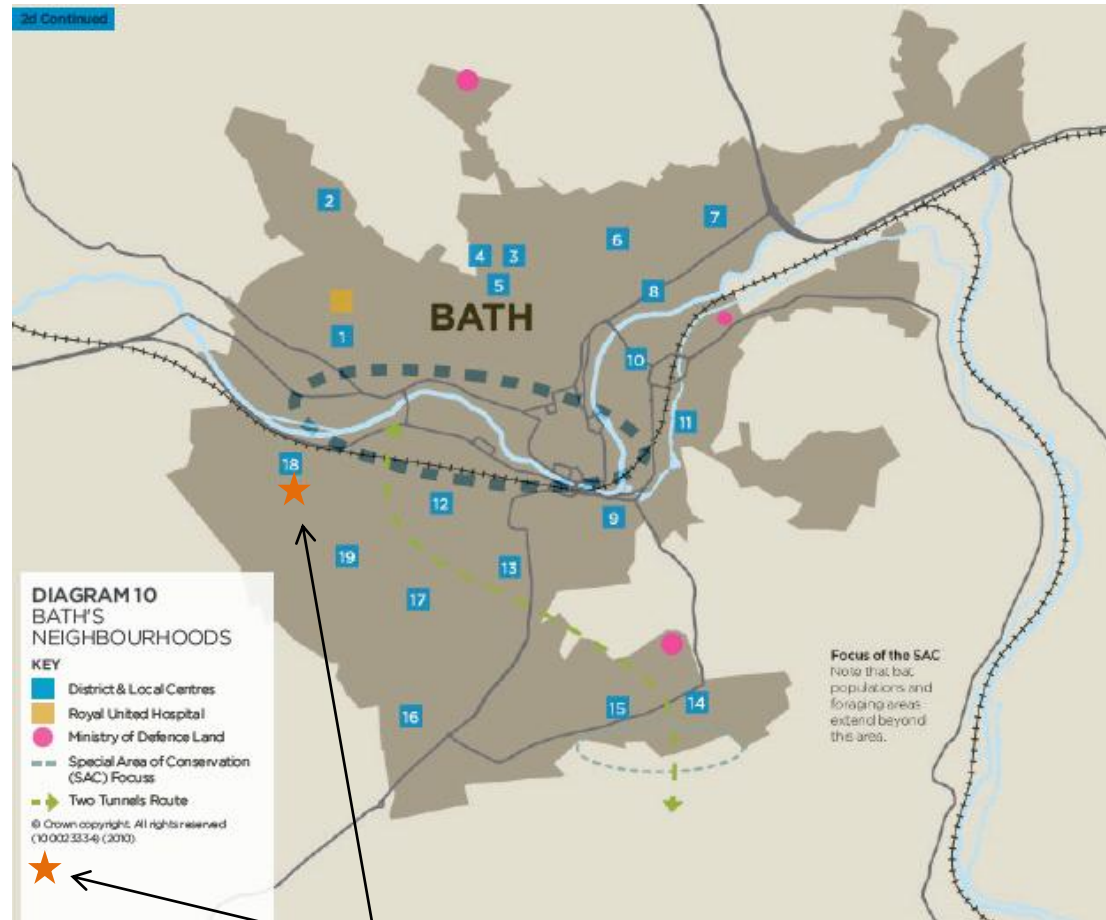 2d Continued
2
7
6
4
3
5
8
BATH
1
10
11
18
12
9
19
13
17
16
15
14
DIAGRAM 10
BATH'S
NEIGHBOURHOODS
KEY
District & Local Centres
Royal United Hospital
Ministry of Defence Land
Special Area of Conservation
(SAC) Focuss
Two Tunnels Route
© Crown copyright. All rights reserved
(100023334) (2010)
Focus of the SAC
Note that bat
populations and
foraging areas
extend beyond
this area.